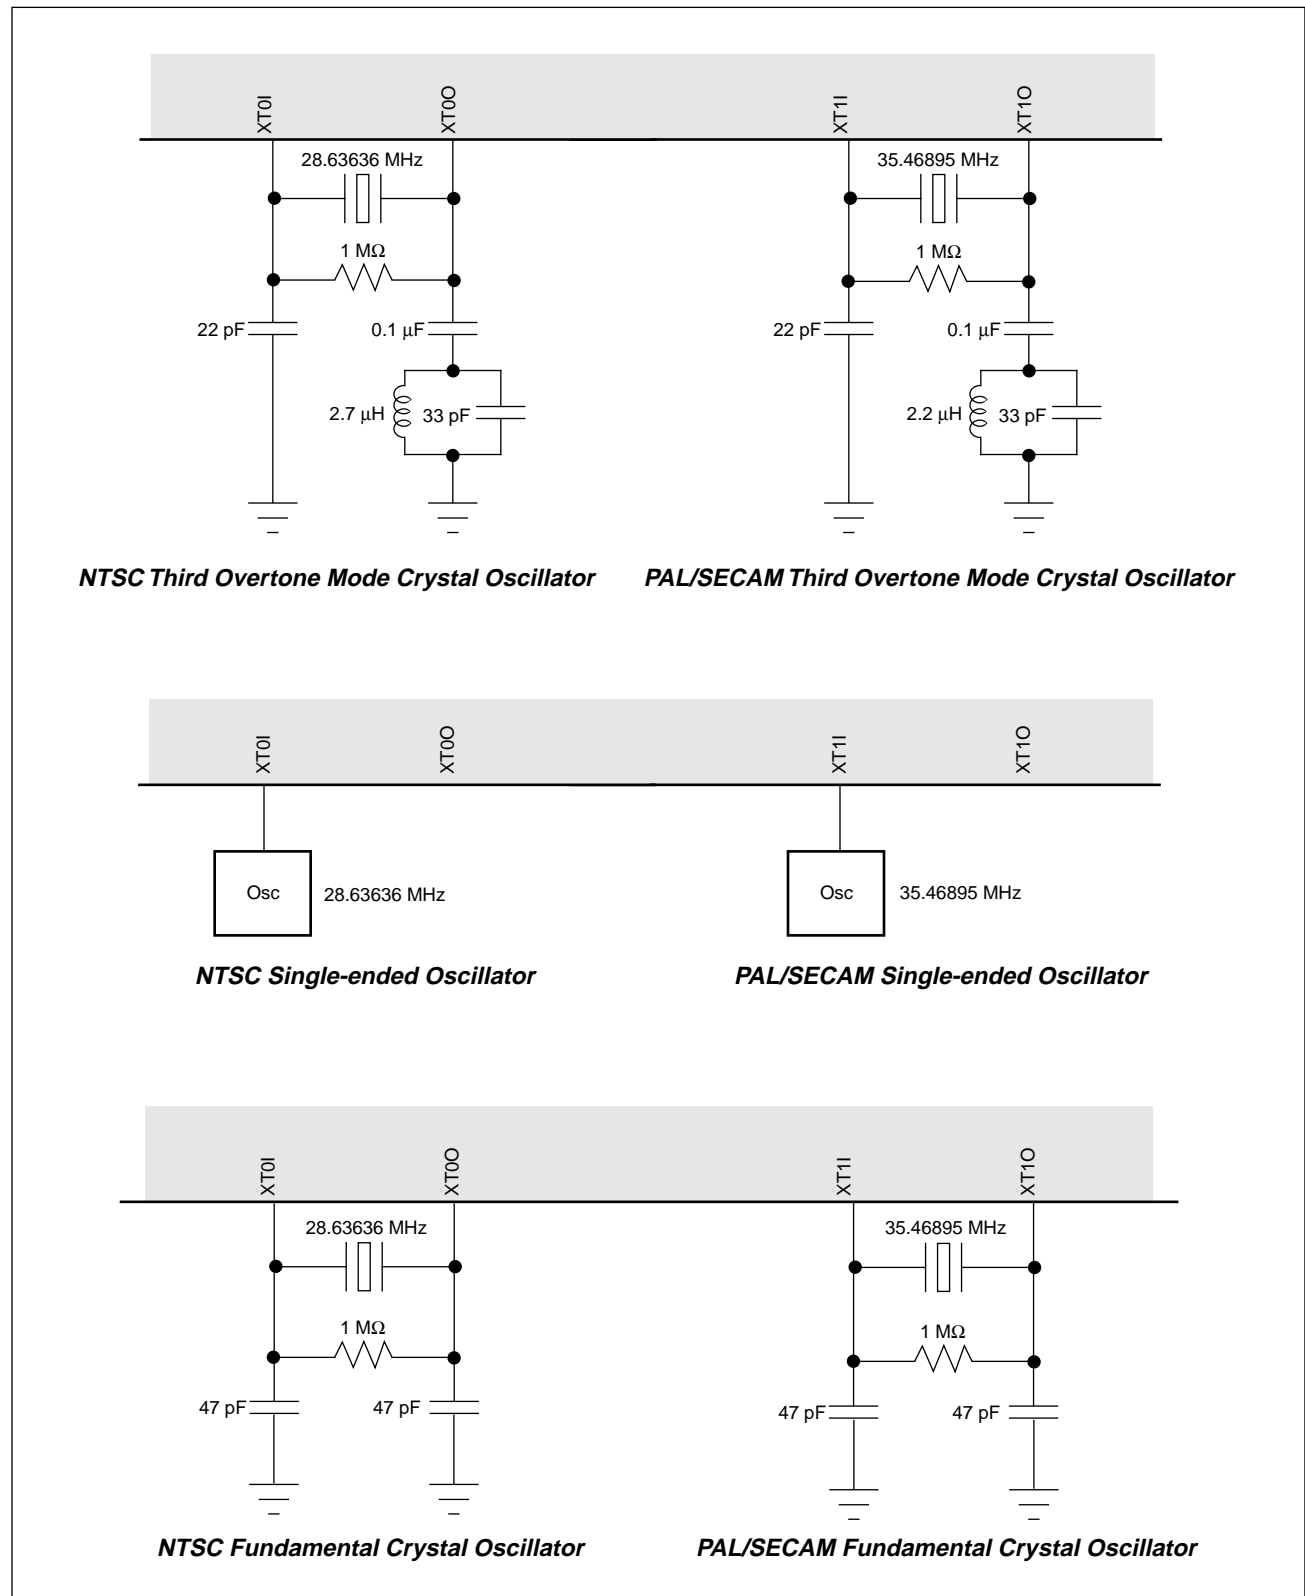 XT0I
XT0O
XT1I
XT1O
28.63636 MHz
35.46895 MHz
1 MΩ
1 MΩ
22 pF
0.1 μF
22 pF
0.1 μF
2.7 μH
33 pF
2.2 μH
33 pF
NTSC Third Overtone Mode Crystal Oscillator
PAL/SECAM Third Overtone Mode Crystal Oscillator
XT0I
XT0O
XT1I
XT1O
Osc
28.63636 MHz
Osc
35.46895 MHz
NTSC Single-ended Oscillator
PAL/SECAM Single-ended Oscillator
XT0I
XT0O
XT1I
XT1O
28.63636 MHz
35.46895 MHz
1 MΩ
1 MΩ
47 pF
47 pF
47 pF
47 pF
NTSC Fundamental Crystal Oscillator
PAL/SECAM Fundamental Crystal Oscillator